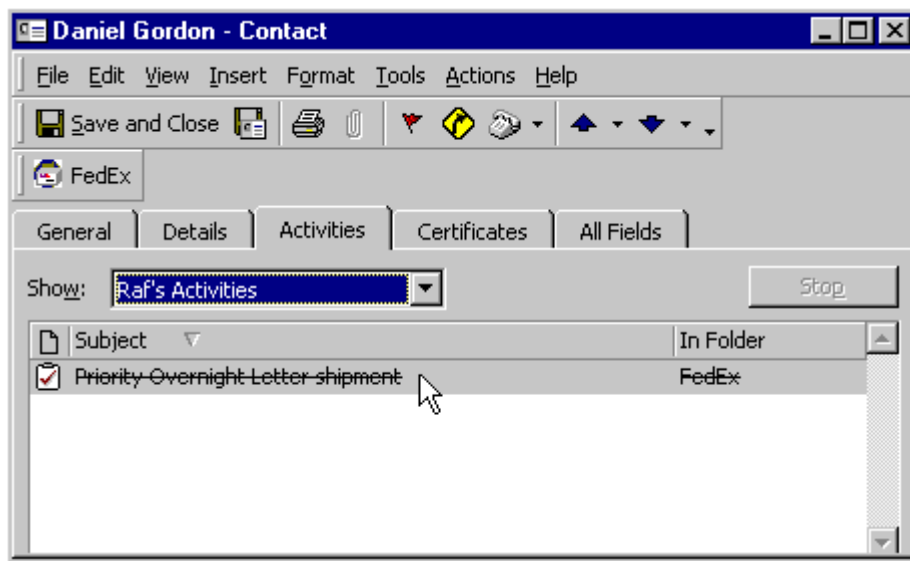 Daniel Gordon - Contact
File Edit View Insert Format Tools Actions Help
Save and Close
FedEx
General Details Activities Certificates All Fields
Show: Raf's Activities Stop
Subject In Folder
Priority Overnight Letter shipment FedEx